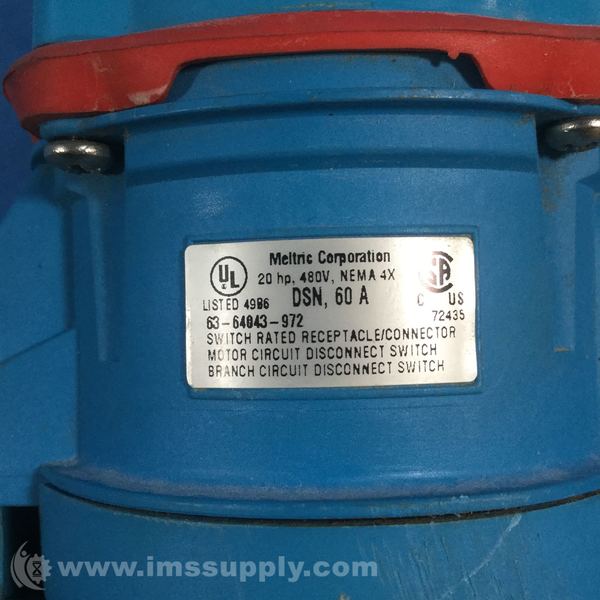 Meltric Corporation
20 hp, 480V, NEMA 4X
UL
LISTED 4986
DSN, 60 A
C US
72435
63-64043-972
SWITCH RATED RECEPTACLE/CONNECTOR
MOTOR CIRCUIT DISCONNECT SWITCH
BRANCH CIRCUIT DISCONNECT SWITCH
www.imssupply.com